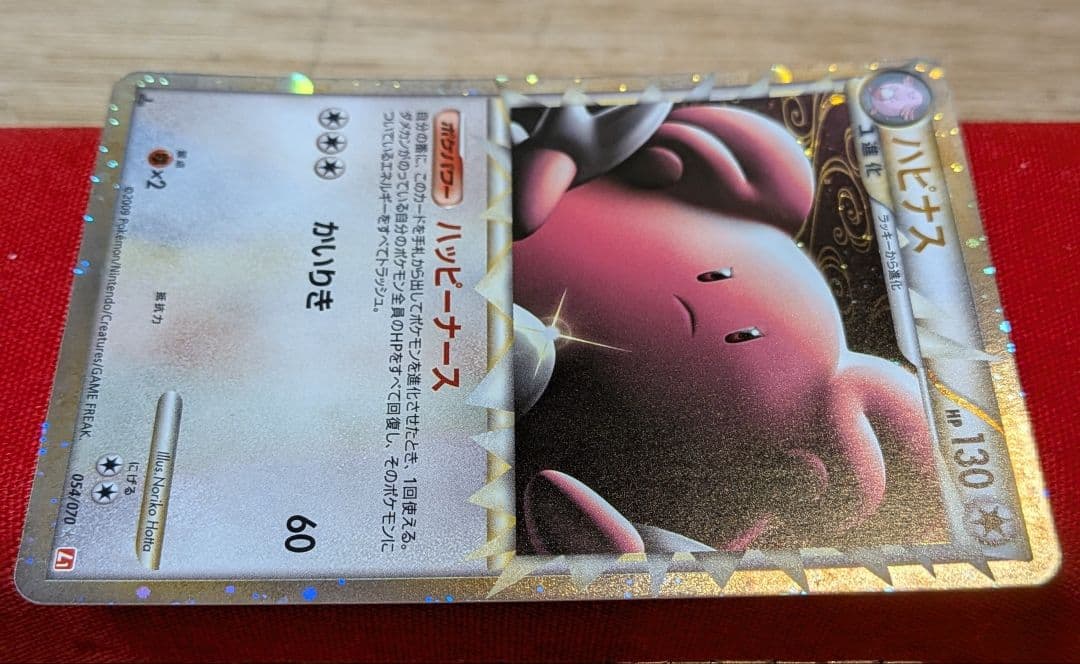 1進化
ハピナス
HP130
ラッキーから進化
ポケパワー ハッピーナース
自分の番に、このカードを手札から出してポケモンを進化させたとき、1回使える。
ダメカンがのっている自分のポケモン全員のHPをすべて回復し、そのポケモンに
ついているエネルギーをすべてトラッシュ。
かいりき 60
弱点
×2
抵抗力
にげる
Illus. Noriko Hotta
©2009 Pokémon/Nintendo/Creatures/GAME FREAK.
054/070
L1